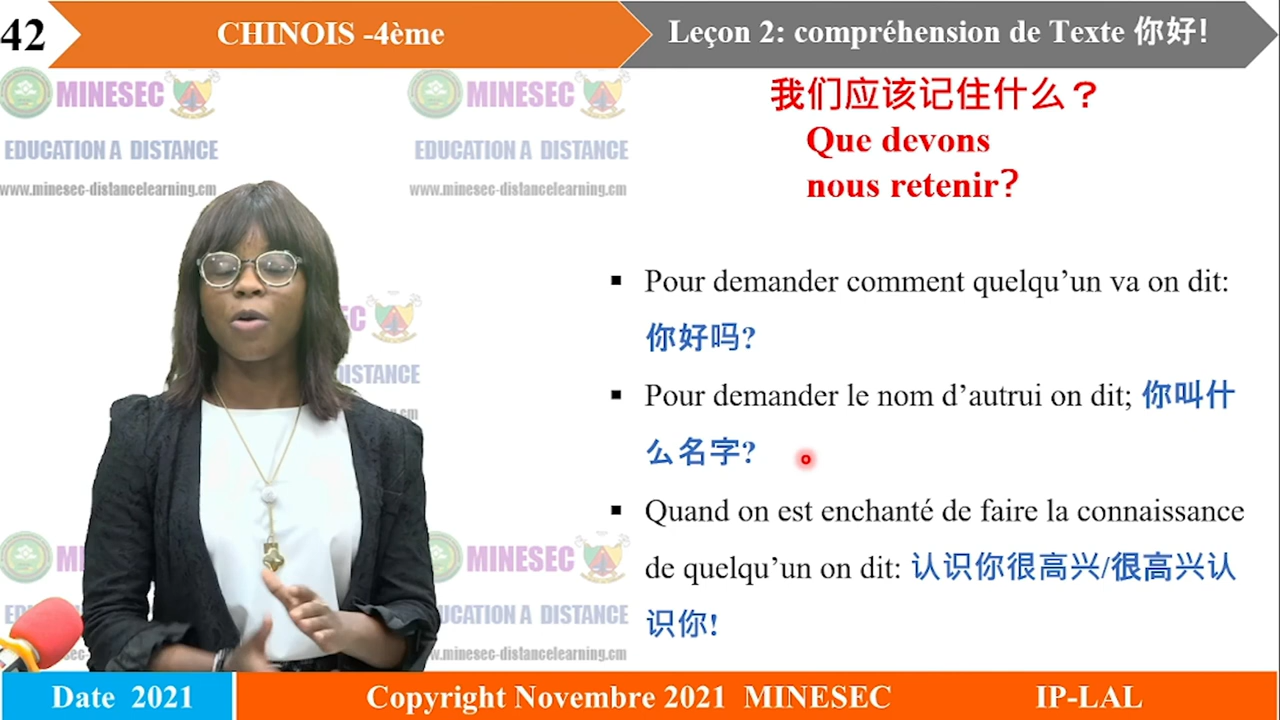 42
CHINOIS -4ème
Leçon 2: compréhension de Texte 你好!
MINESEC
MINESEC
EDUCATION A DISTANCE
EDUCATION A DISTANCE
www.minesec-distancelearning.cm
www.minesec-distancelearning.cm
我们应该记住什么？
Que devons
nous retenir?
▪ Pour demander comment quelqu’un va on dit:
你好吗?
▪ Pour demander le nom d’autrui on dit; 你叫什
么名字?
▪ Quand on est enchanté de faire la connaissance
de quelqu’un on dit: 认识你很高兴/很高兴认
识你!
MINESEC
EDUCATION A DISTANCE
www.minesec-distancelearning.cm
Date 2021
Copyright Novembre 2021 MINESEC
IP-LAL